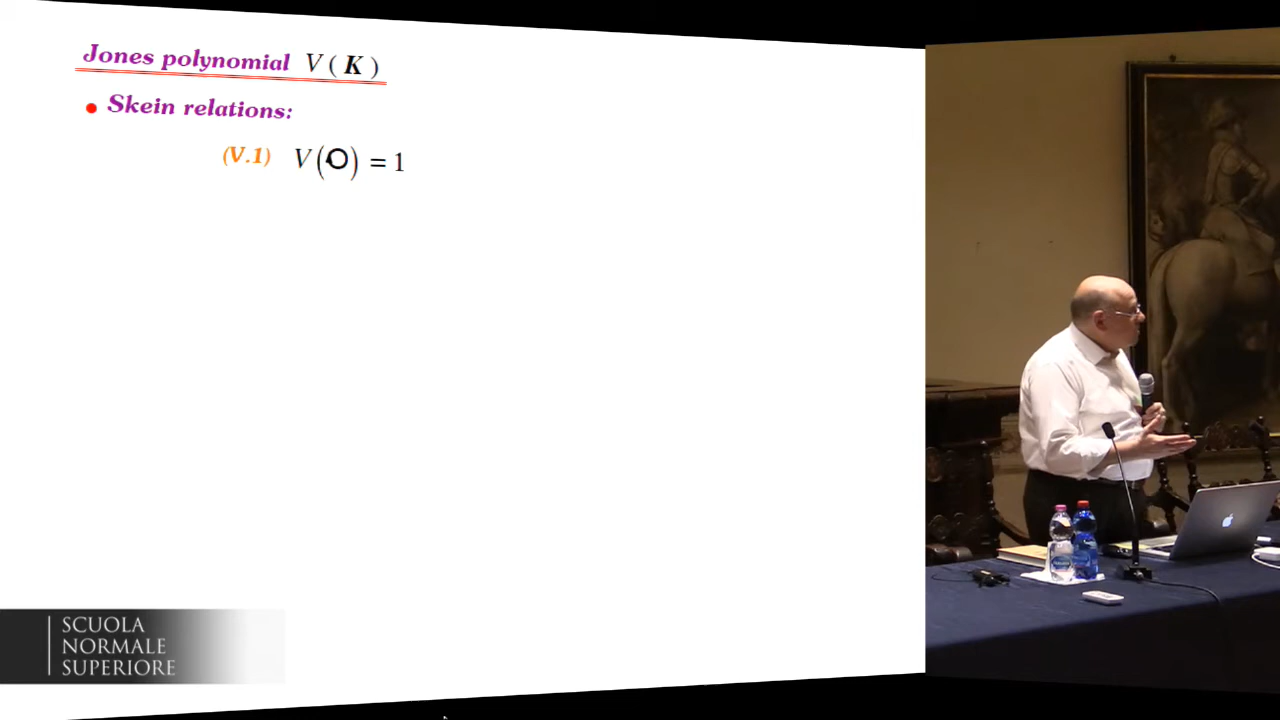 Jones polynomial V ( K )
• Skein relations:
(V.1) V(O) = 1
SCUOLA
NORMALE
SUPERIORE